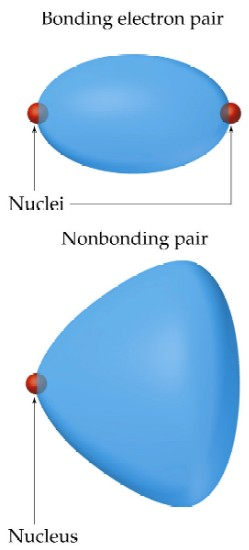 Bonding electron pair
Nuclei
Nonbonding pair
Nucleus